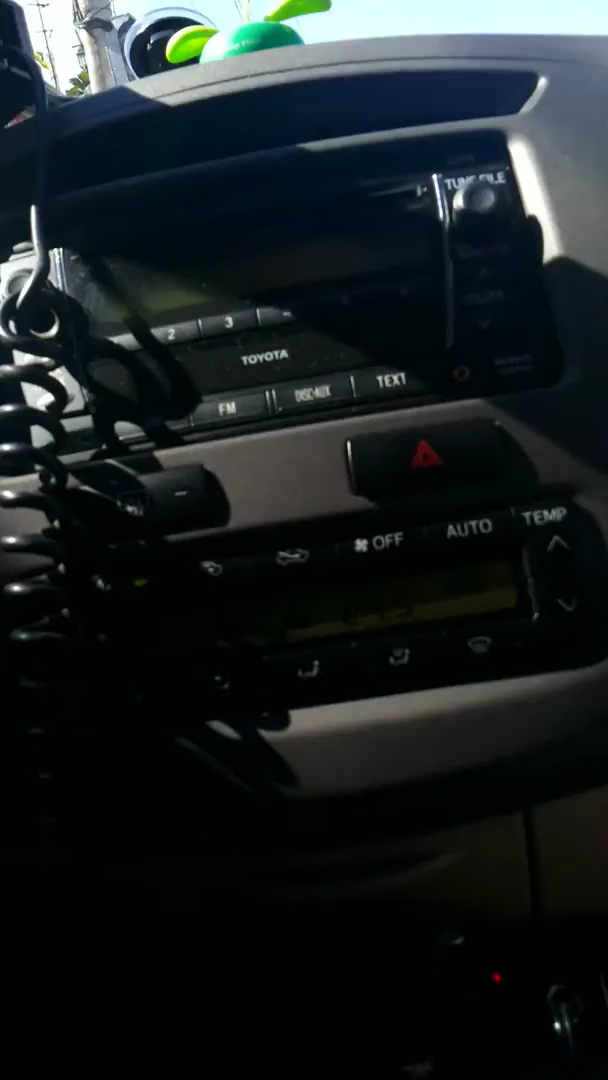 TUNE·FILE
2 3
TOYOTA
FM DISC·AUX TEXT
OFF AUTO TEMP